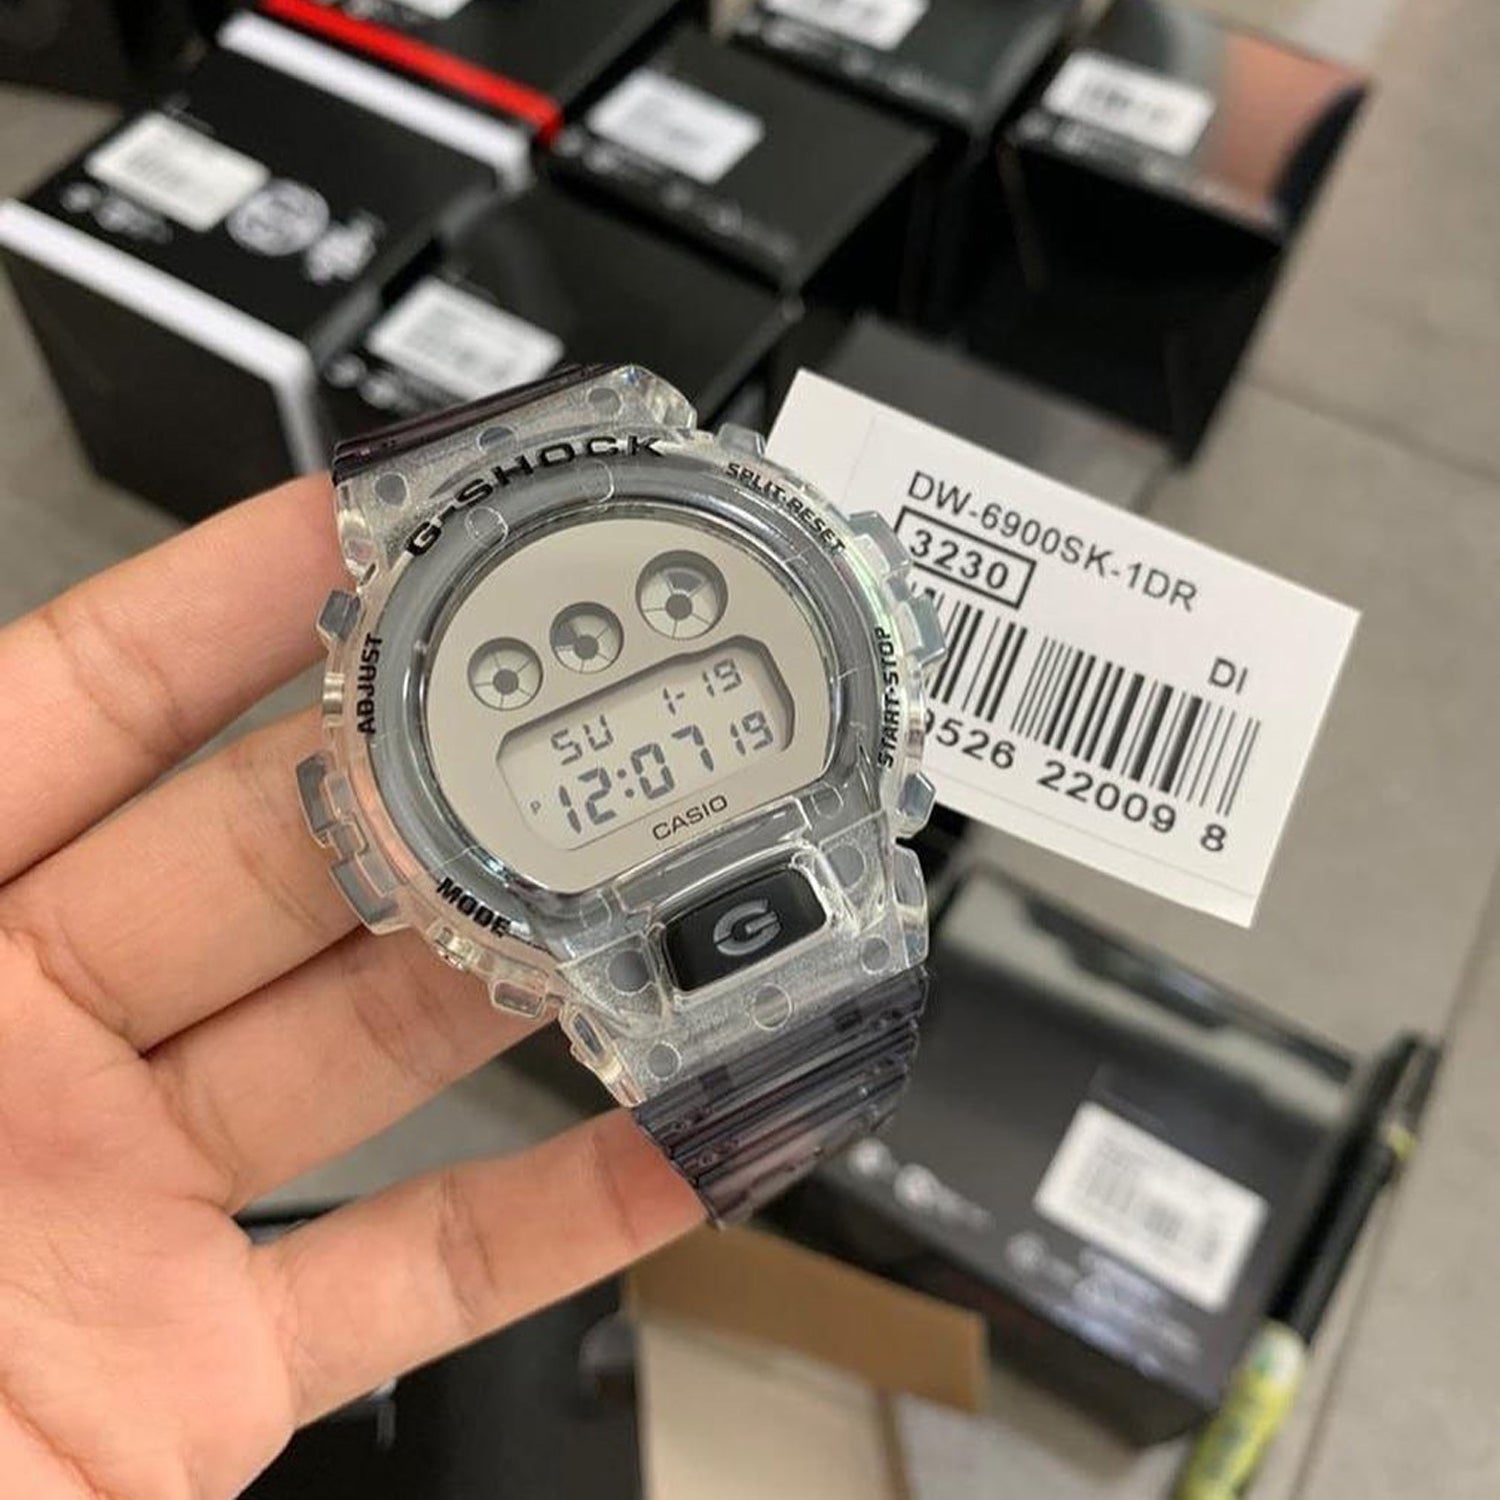 G-SHOCK
SPLIT·RESET
ADJUST
START·STOP
MODE
SU 1-19
P 12:07 19
CASIO
G
DW-6900SK-1DR
3230
DI
9526 22009 8